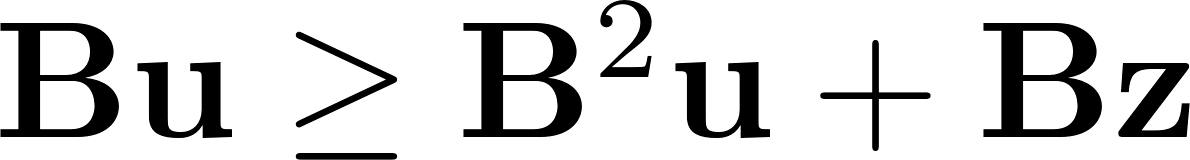 Bu ≥ B²u + Bz